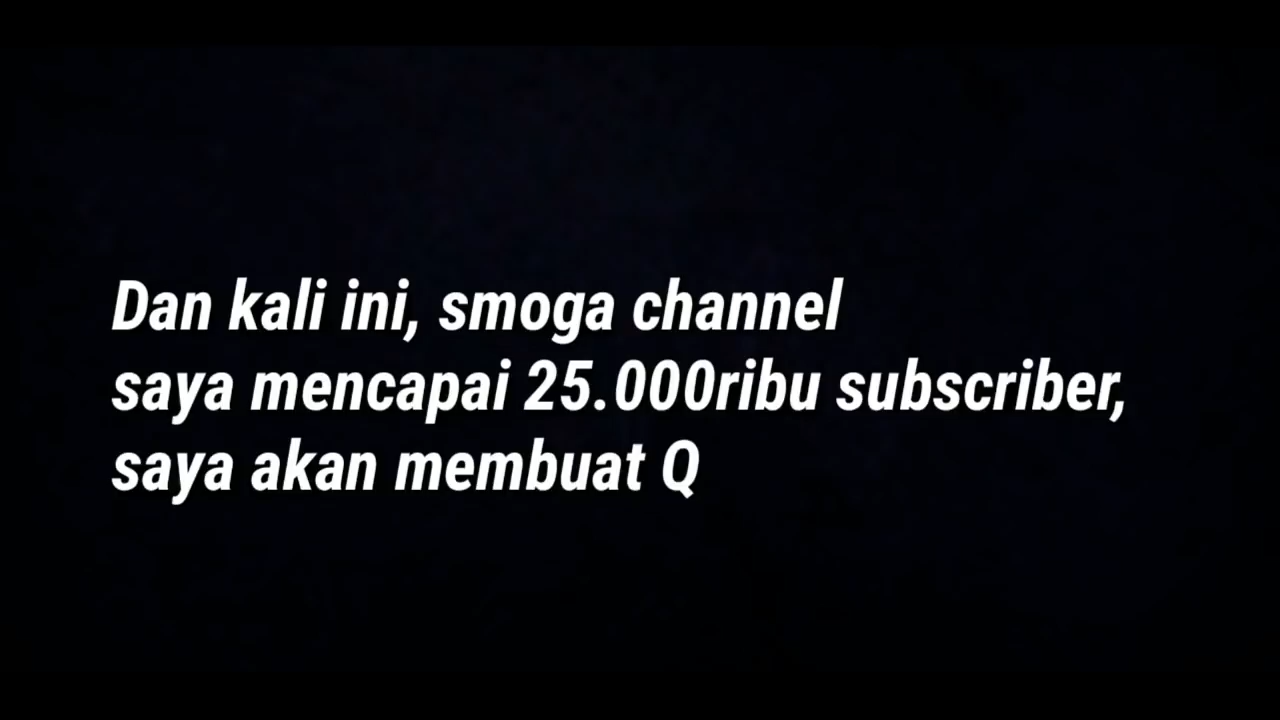 Dan kali ini, smoga channel
saya mencapai 25.000ribu subscriber,
saya akan membuat Q